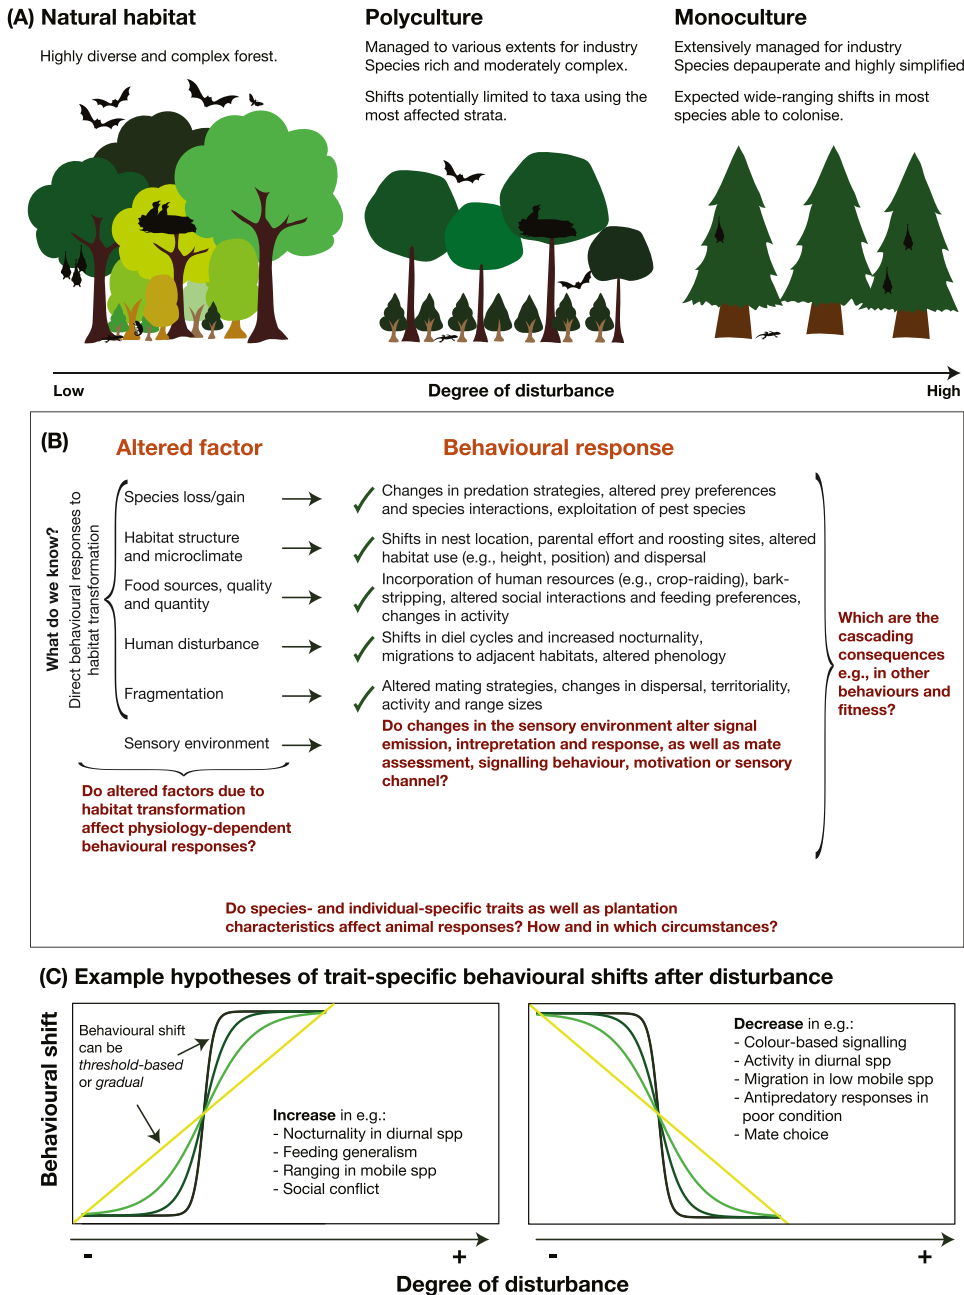 (A) Natural habitat
Highly diverse and complex forest.
Polyculture
Managed to various extents for industry
Species rich and moderately complex.
Shifts potentially limited to taxa using the
most affected strata.
Monoculture
Extensively managed for industry
Species depauperate and highly simplified
Expected wide-ranging shifts in most
species able to colonise.
Low
Degree of disturbance
High
(B)
Altered factor
Behavioural response
What do we know?
Direct behavioural responses to
habitat transformation
Species loss/gain
Changes in predation strategies, altered prey preferences
and species interactions, exploitation of pest species
Habitat structure
and microclimate
Shifts in nest location, parental effort and roosting sites, altered
habitat use (e.g., height, position) and dispersal
Food sources, quality
and quantity
Incorporation of human resources (e.g., crop-raiding), bark-
stripping, altered social interactions and feeding preferences,
changes in activity
Human disturbance
Shifts in diel cycles and increased nocturnality,
migrations to adjacent habitats, altered phenology
Fragmentation
Altered mating strategies, changes in dispersal, territoriality,
activity and range sizes
Sensory environment
Do changes in the sensory environment alter signal
emission, intrepretation and response, as well as mate
assessment, signalling behaviour, motivation or sensory
channel?
Which are the
cascading
consequences
e.g., in other
behaviours and
fitness?
Do altered factors due to
habitat transformation
affect physiology-dependent
behavioural responses?
Do species- and individual-specific traits as well as plantation
characteristics affect animal responses? How and in which circumstances?
(C) Example hypotheses of trait-specific behavioural shifts after disturbance
Behavioural shift
Behavioural shift
can be
threshold-based
or gradual
Increase in e.g.:
- Nocturnality in diurnal spp
- Feeding generalism
- Ranging in mobile spp
- Social conflict
Decrease in e.g.:
- Colour-based signalling
- Activity in diurnal spp
- Migration in low mobile spp
- Antipredatory responses in
poor condition
- Mate choice
- +
- +
Degree of disturbance